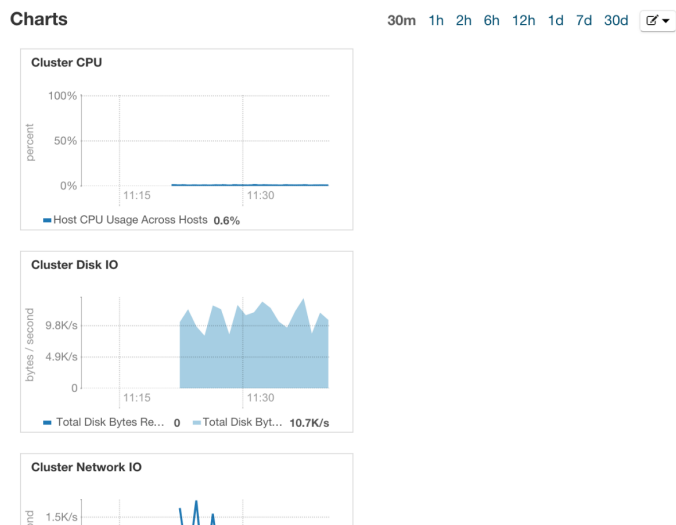 Charts
30m 1h 2h 6h 12h 1d 7d 30d
Cluster CPU
percent
100%
50%
0%
11:15 11:30
Host CPU Usage Across Hosts 0.6%
Cluster Disk IO
bytes / second
9.8K/s
4.9K/s
0
11:15 11:30
Total Disk Bytes Re... 0 Total Disk Byt... 10.7K/s
Cluster Network IO
1.5K/s